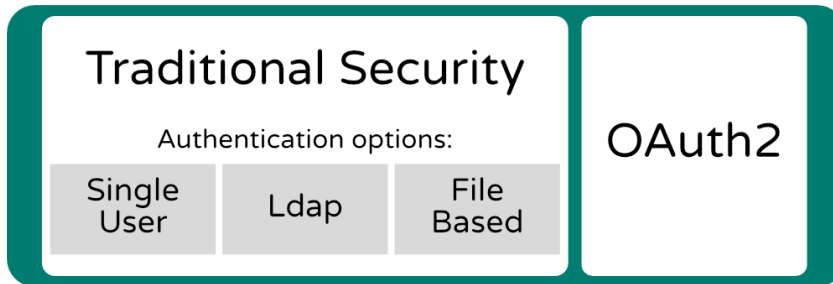 Traditional Security
Authentication options:
Single
User
Ldap
File
Based
OAuth2